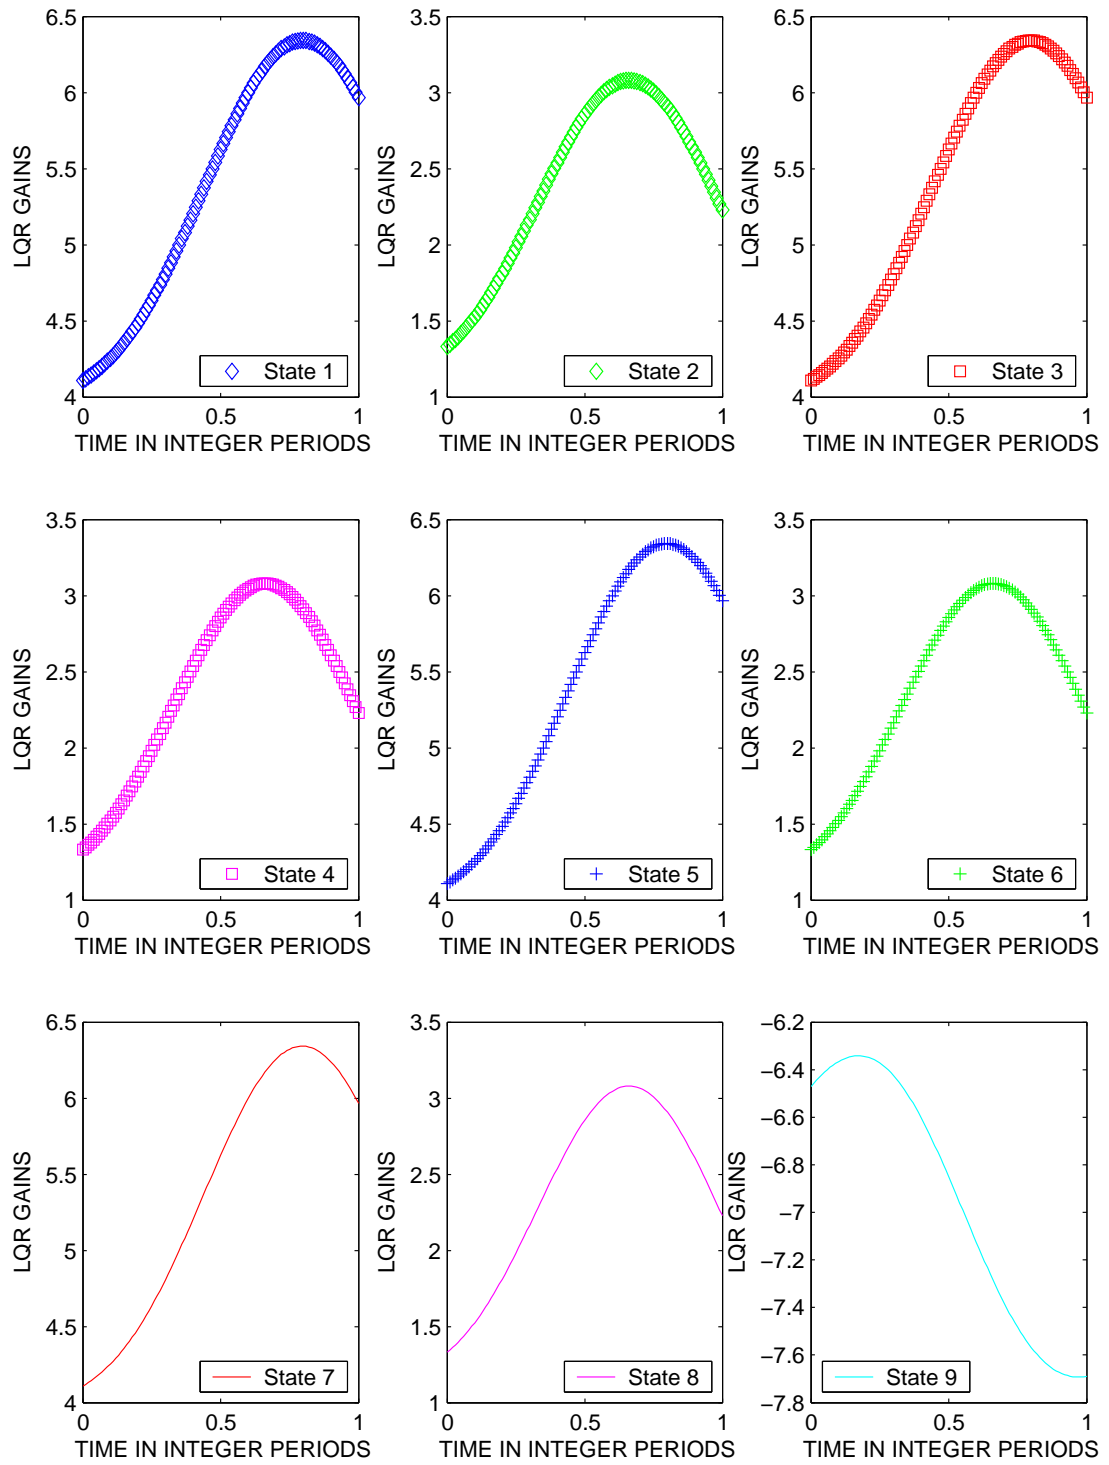 6.5
6
5.5
5
4.5
4
LQR GAINS
State 1
0 0.5 1
TIME IN INTEGER PERIODS
3.5
3
2.5
2
1.5
1
LQR GAINS
State 2
0 0.5 1
TIME IN INTEGER PERIODS
6.5
6
5.5
5
4.5
4
LQR GAINS
State 3
0 0.5 1
TIME IN INTEGER PERIODS
3.5
3
2.5
2
1.5
1
LQR GAINS
State 4
0 0.5 1
TIME IN INTEGER PERIODS
6.5
6
5.5
5
4.5
4
LQR GAINS
State 5
0 0.5 1
TIME IN INTEGER PERIODS
3.5
3
2.5
2
1.5
1
LQR GAINS
State 6
0 0.5 1
TIME IN INTEGER PERIODS
6.5
6
5.5
5
4.5
4
LQR GAINS
State 7
0 0.5 1
TIME IN INTEGER PERIODS
3.5
3
2.5
2
1.5
1
LQR GAINS
State 8
0 0.5 1
TIME IN INTEGER PERIODS
−6.2
−6.4
−6.6
−6.8
−7
−7.2
−7.4
−7.6
−7.8
LQR GAINS
State 9
0 0.5 1
TIME IN INTEGER PERIODS